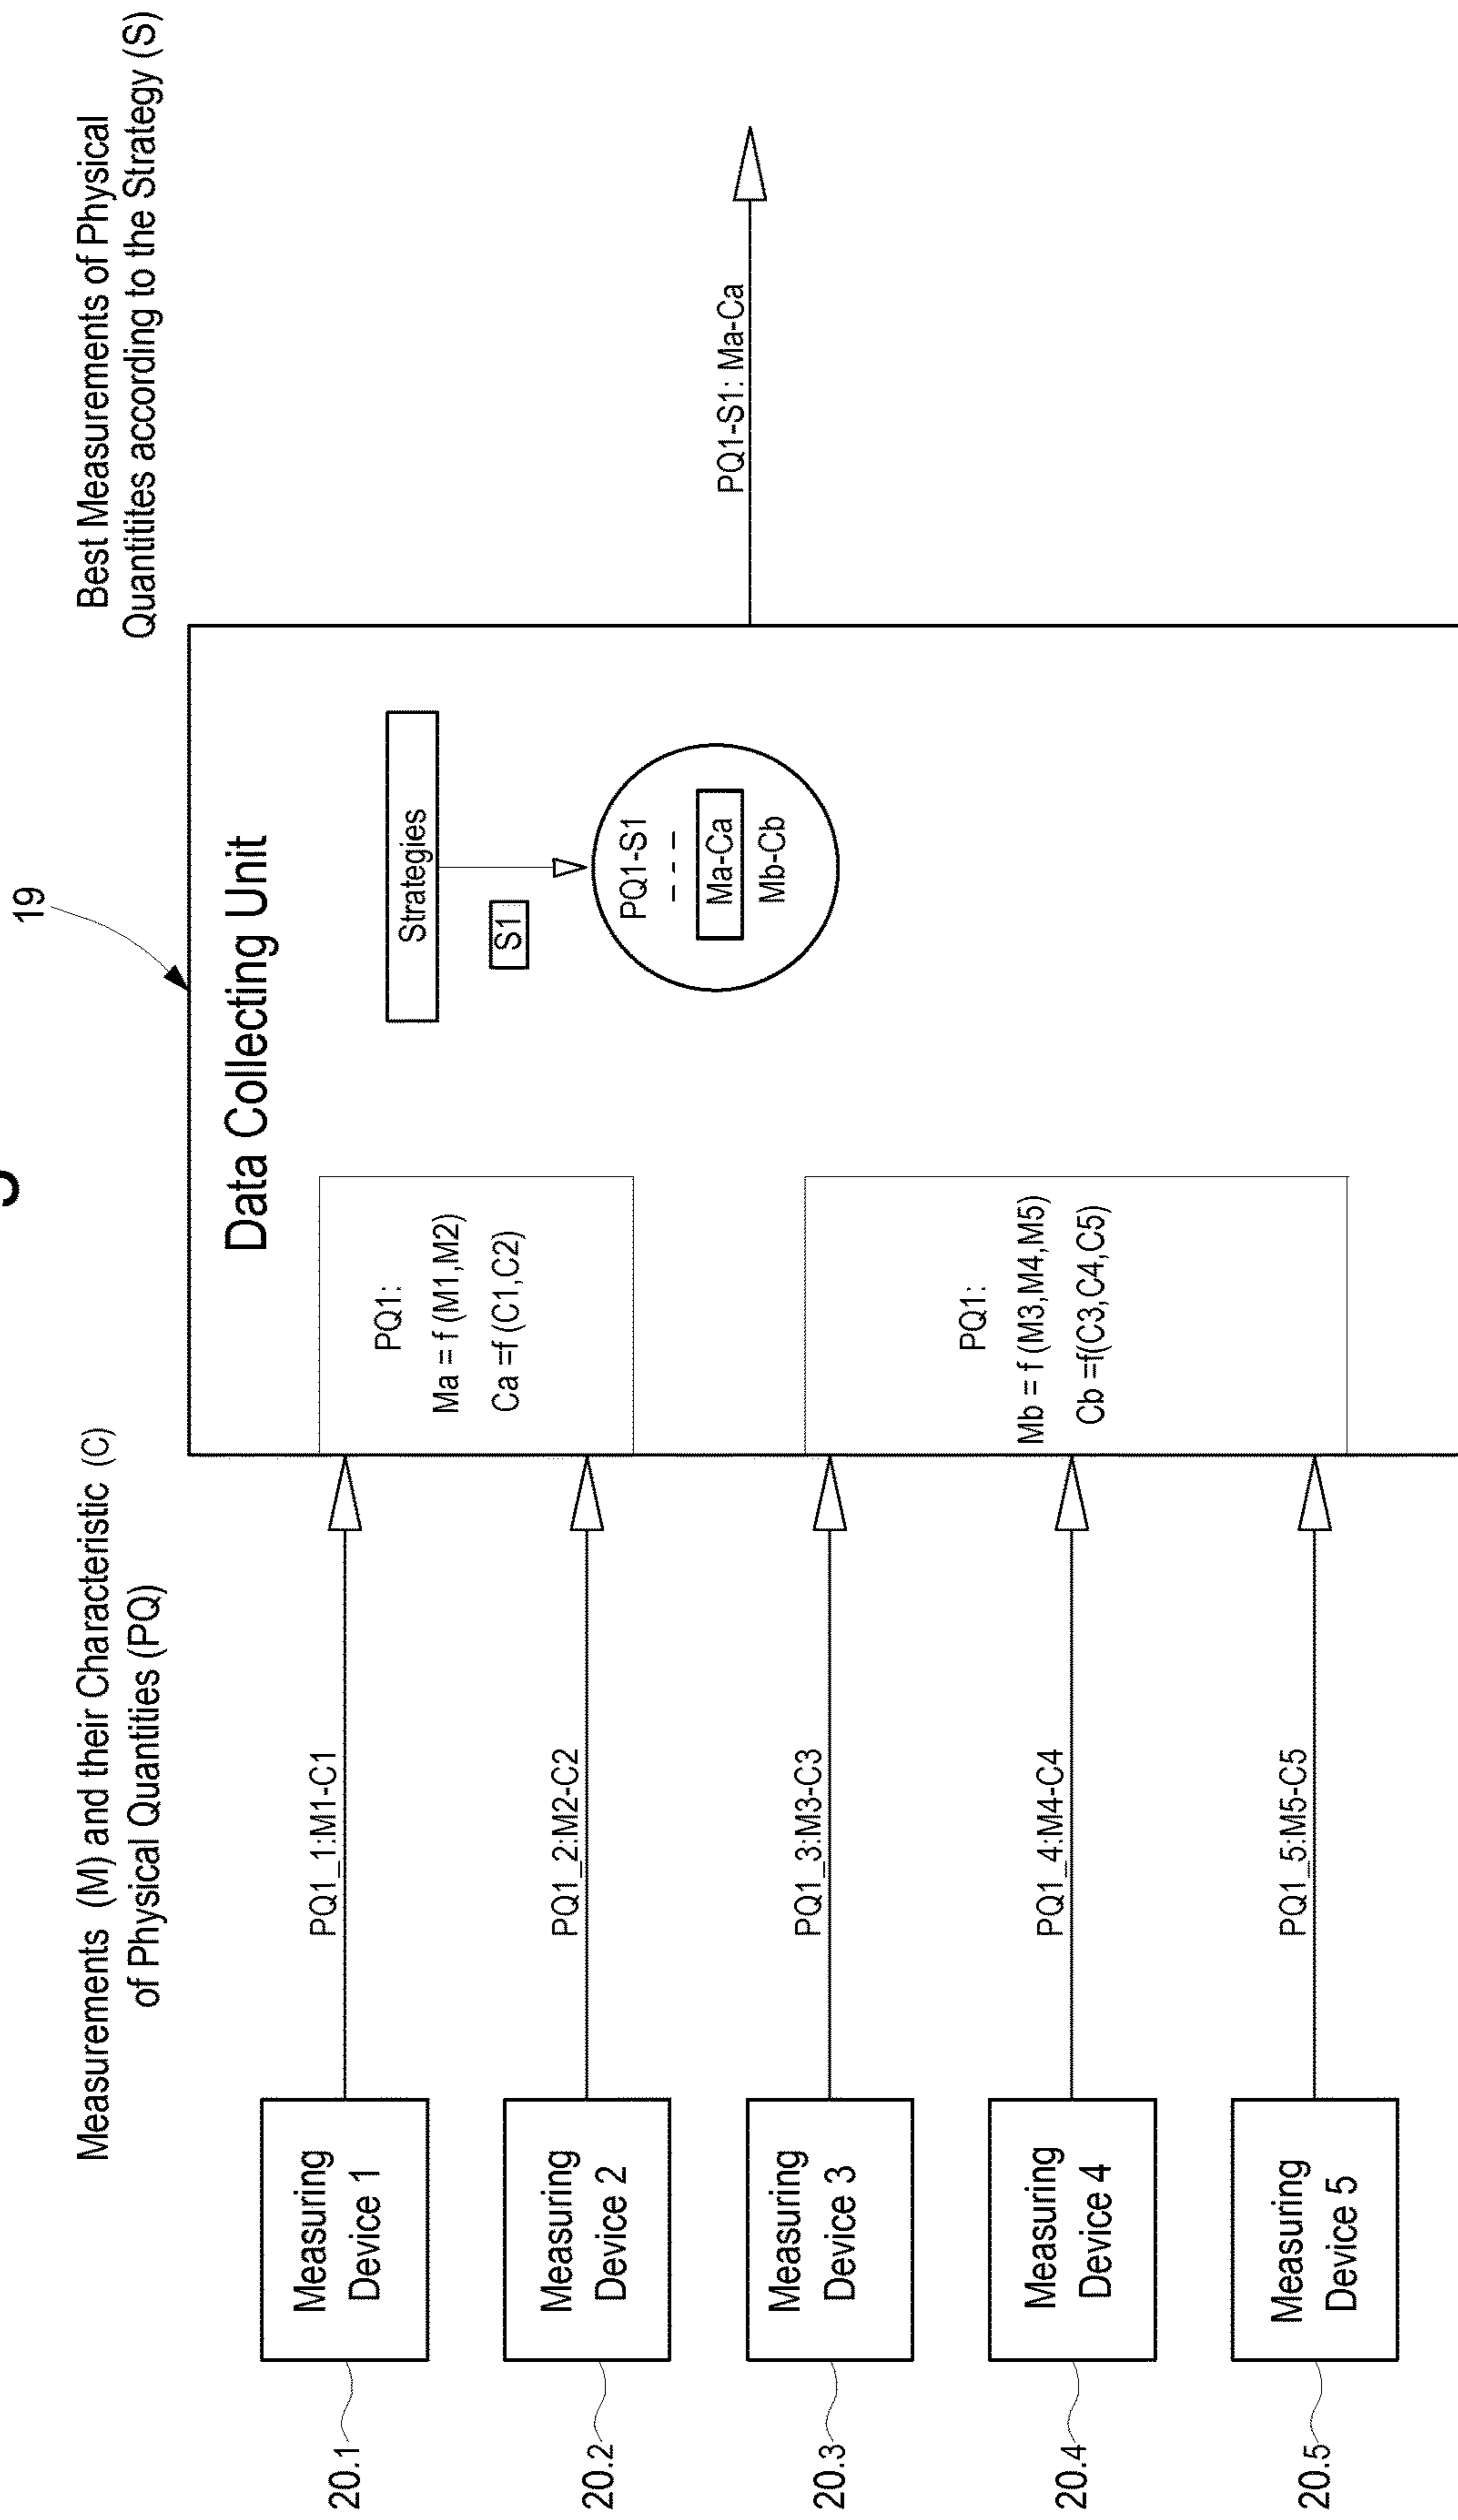 19
Measurements (M) and their Characteristic (C)
of Physical Quantities (PQ)
Best Measurements of Physical
Quantitites according to the Strategy (S)
Data Collecting Unit
20.1
Measuring
Device 1
PQ1_1:M1-C1
20.2
Measuring
Device 2
PQ1_2:M2-C2
20.3
Measuring
Device 3
PQ1_3:M3-C3
20.4
Measuring
Device 4
PQ1_4:M4-C4
20.5
Measuring
Device 5
PQ1_5:M5-C5
PQ1:
Ma = f (M1,M2)
Ca =f (C1,C2)
PQ1:
Mb = f (M3,M4,M5)
Cb =f(C3,C4,C5)
Strategies
S1
PQ1-S1
---
Ma-Ca
Mb-Cb
PQ1-S1: Ma-Ca